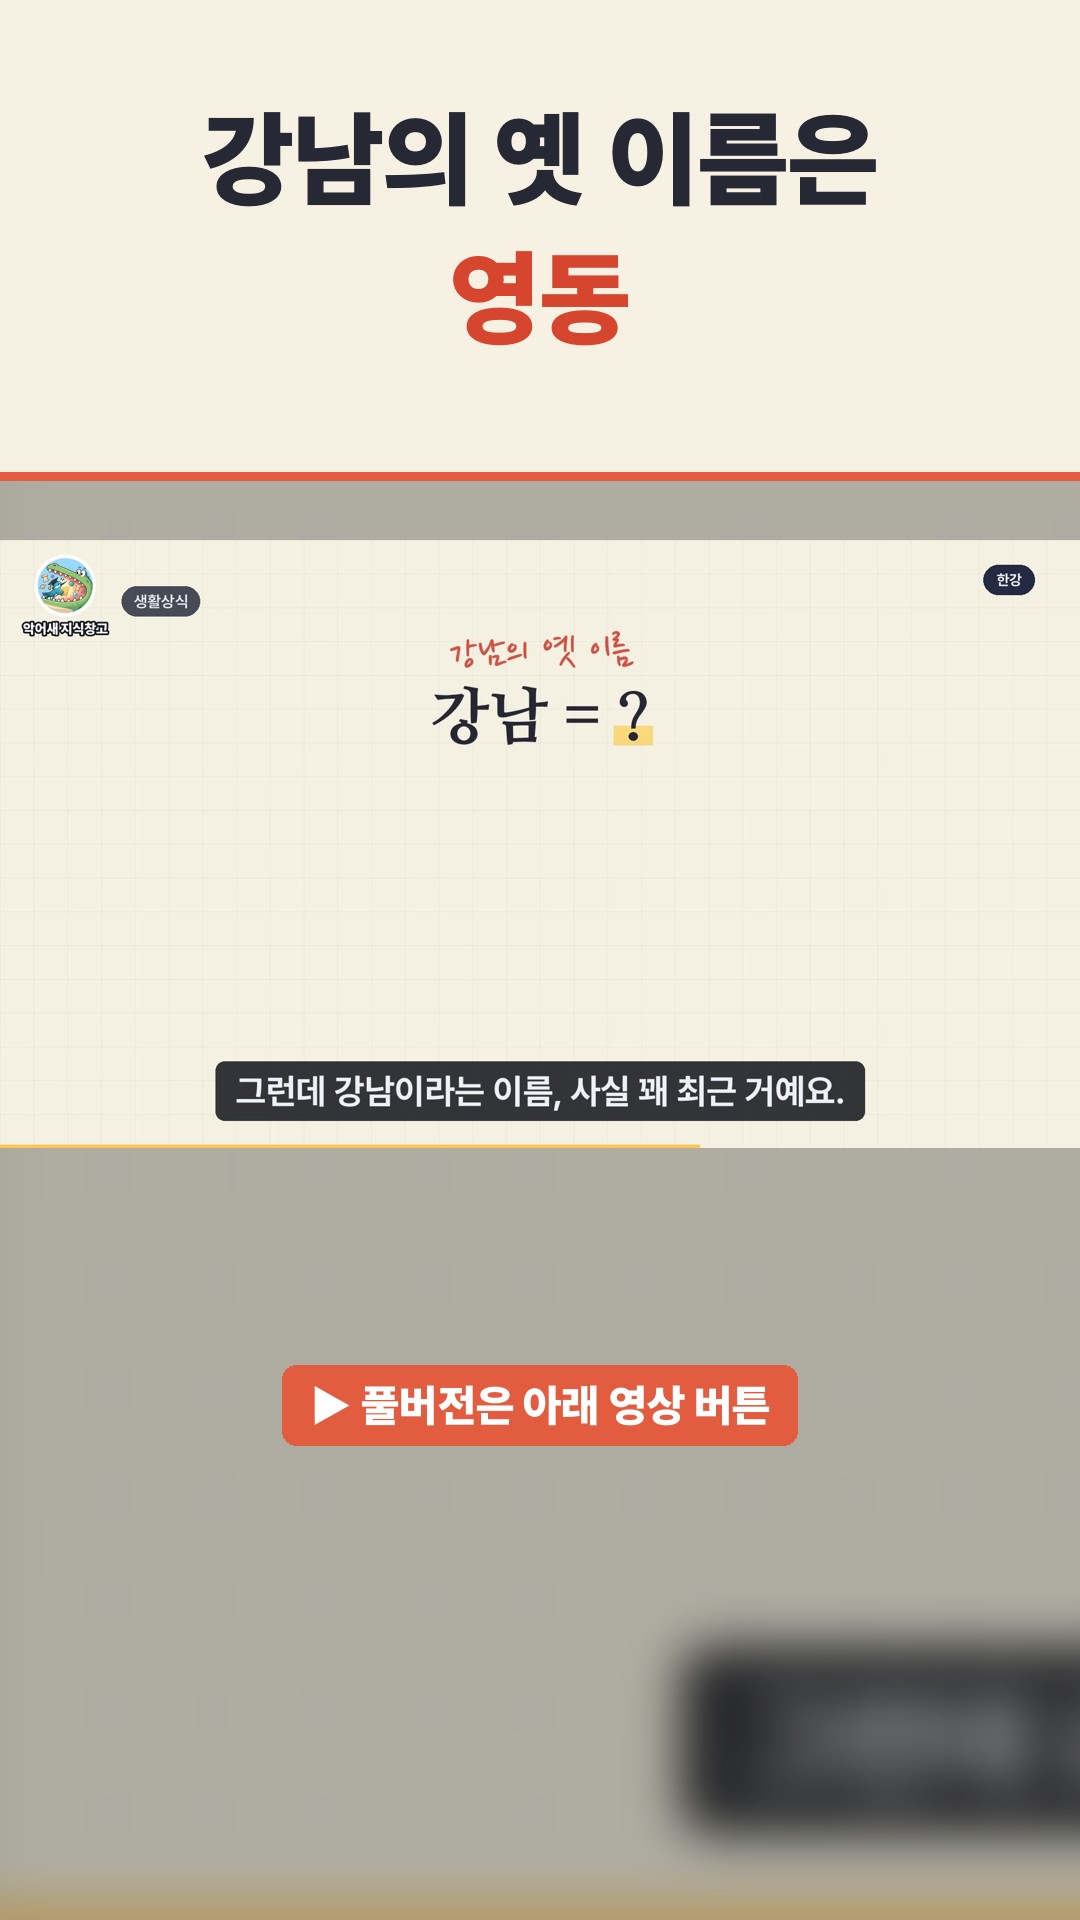 강남의 옛 이름은
영동
악어새 지식창고
생활상식
한강
강남의 옛 이름
강남 = ?
그런데 강남이라는 이름, 사실 꽤 최근 거예요.
▶ 풀버전은 아래 영상 버튼